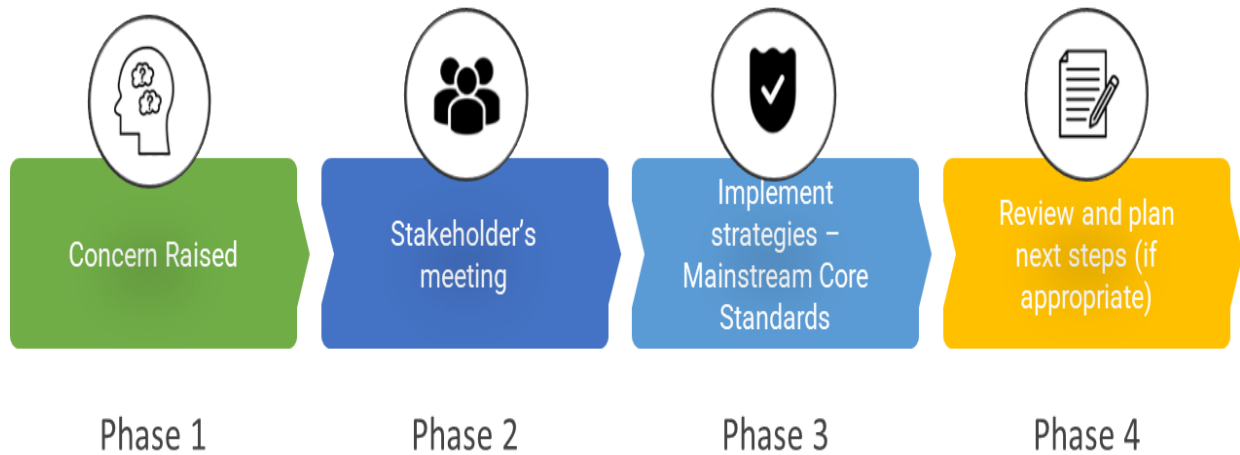 Concern Raised
Stakeholder’s
meeting
Implement
strategies –
Mainstream Core
Standards
Review and plan
next steps (if
appropriate)
Phase 1
Phase 2
Phase 3
Phase 4